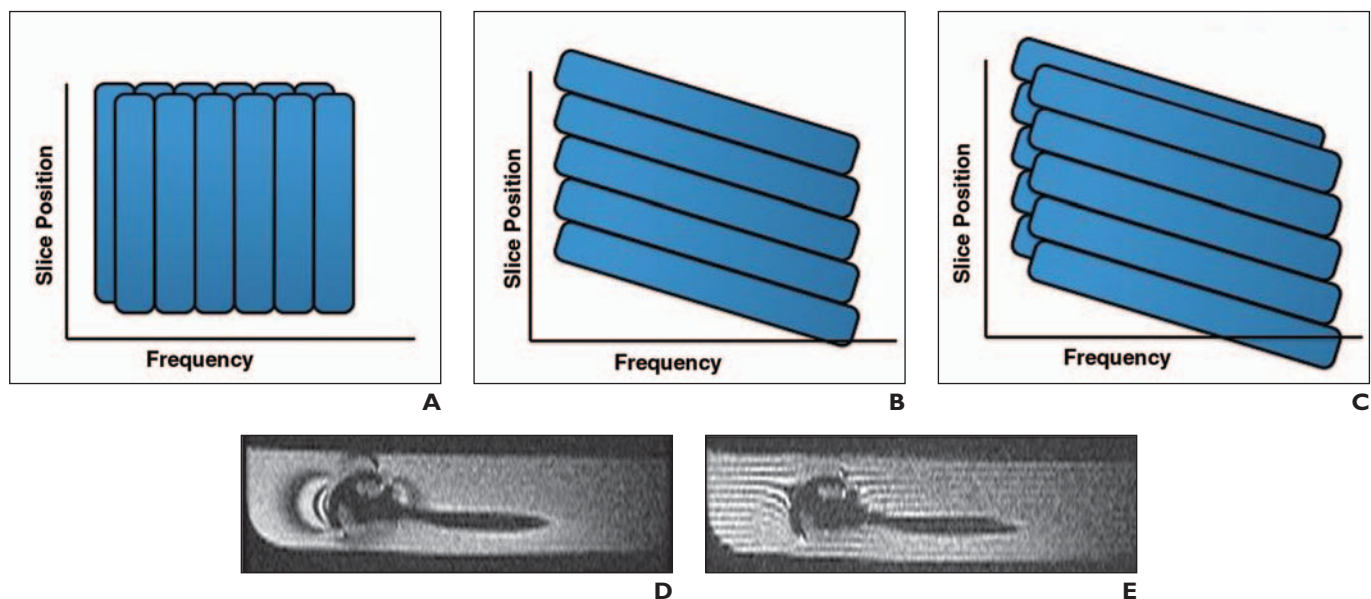 Slice Position
Frequency
A
Slice Position
Frequency
B
Slice Position
Frequency
C
D
E